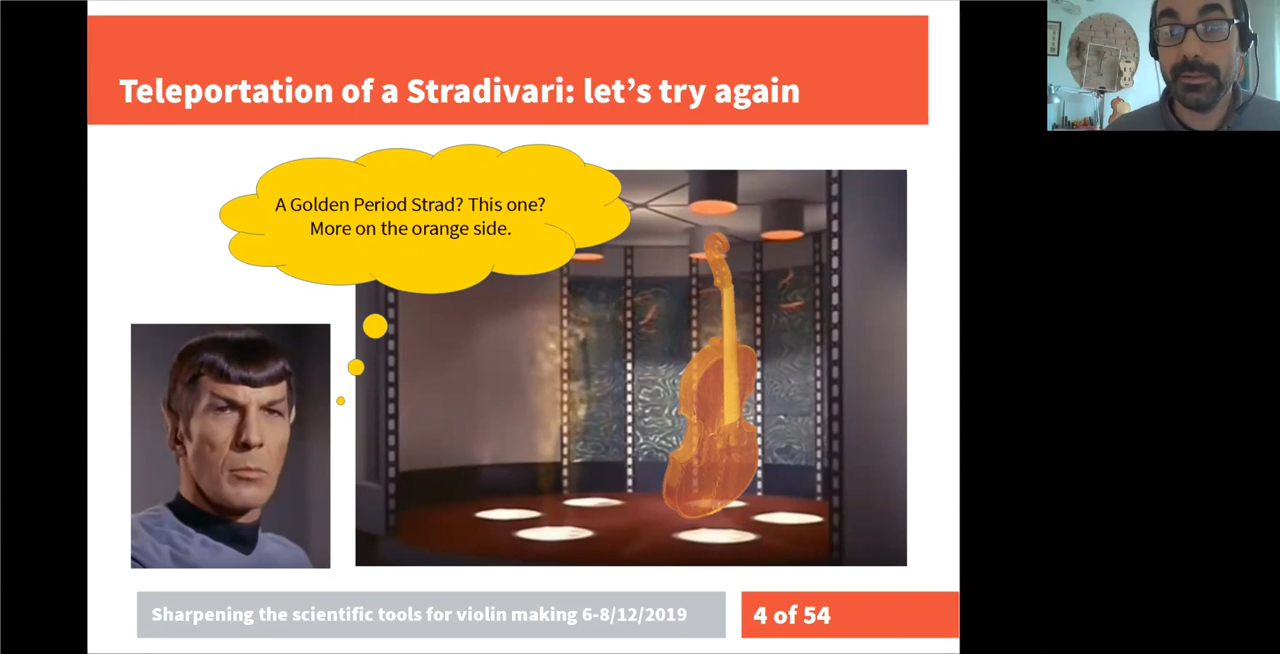 Teleportation of a Stradivari: let's try again
A Golden Period Strad? This one?
More on the orange side.
Sharpening the scientific tools for violin making 6-8/12/2019
4 of 54